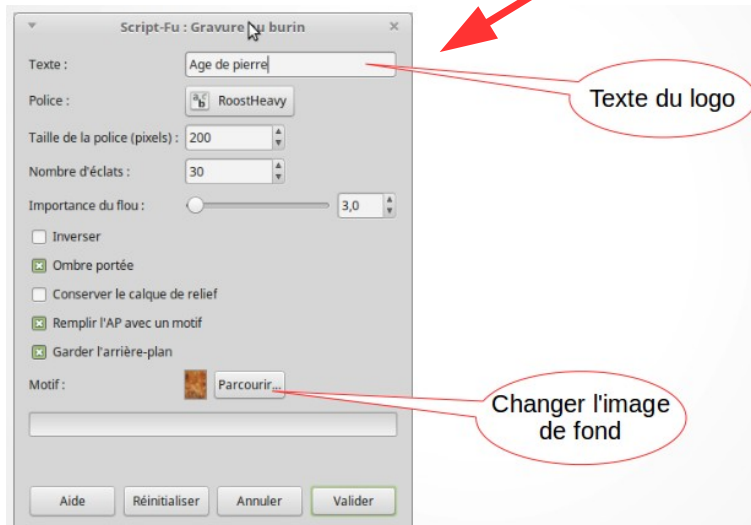 Script-Fu : Gravure au burin
Texte :
Age de pierre
Texte du logo
Police :
RoostHeavy
Taille de la police (pixels) :
200
Nombre d'éclats :
30
Importance du flou :
3,0
Inverser
Ombre portée
Conserver le calque de relief
Remplir l'AP avec un motif
Garder l'arrière-plan
Motif :
Parcourir...
Changer l'image
de fond
Aide
Réinitialiser
Annuler
Valider